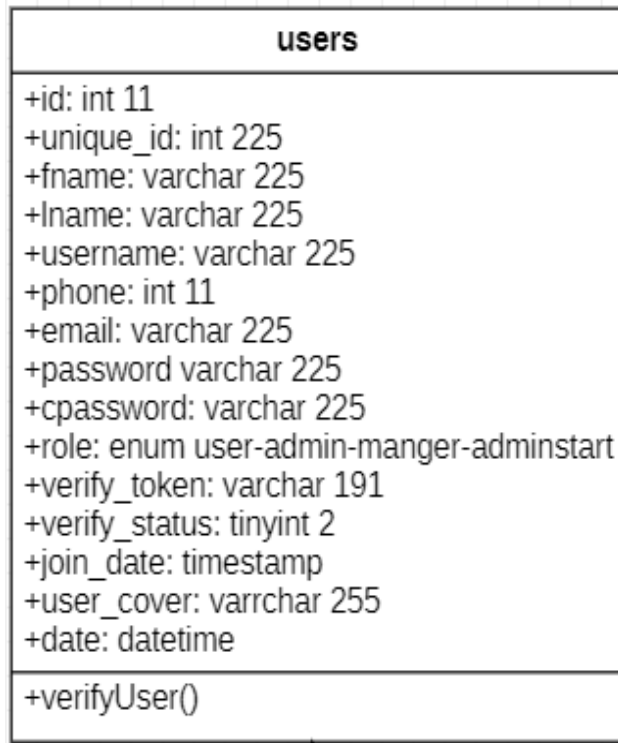 users
+id: int 11
+unique_id: int 225
+fname: varchar 225
+lname: varchar 225
+username: varchar 225
+phone: int 11
+email: varchar 225
+password varchar 225
+cpassword: varchar 225
+role: enum user-admin-manger-adminstart
+verify_token: varchar 191
+verify_status: tinyint 2
+join_date: timestamp
+user_cover: varrchar 255
+date: datetime
+verifyUser()